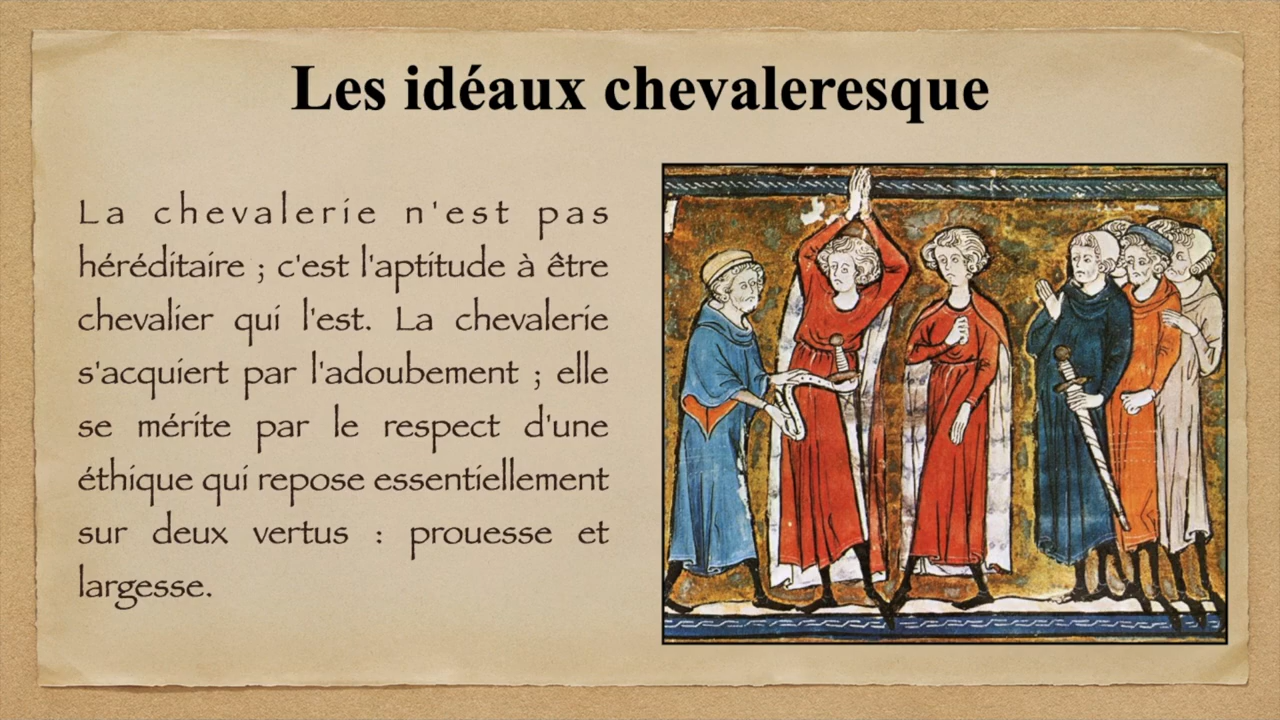 Les idéaux chevaleresque
La chevalerie n'est pas
héréditaire ; c'est l'aptitude à être
chevalier qui l'est. La chevalerie
s'acquiert par l'adoubement ; elle
se mérite par le respect d'une
éthique qui repose essentiellement
sur deux vertus : prouesse et
largesse.